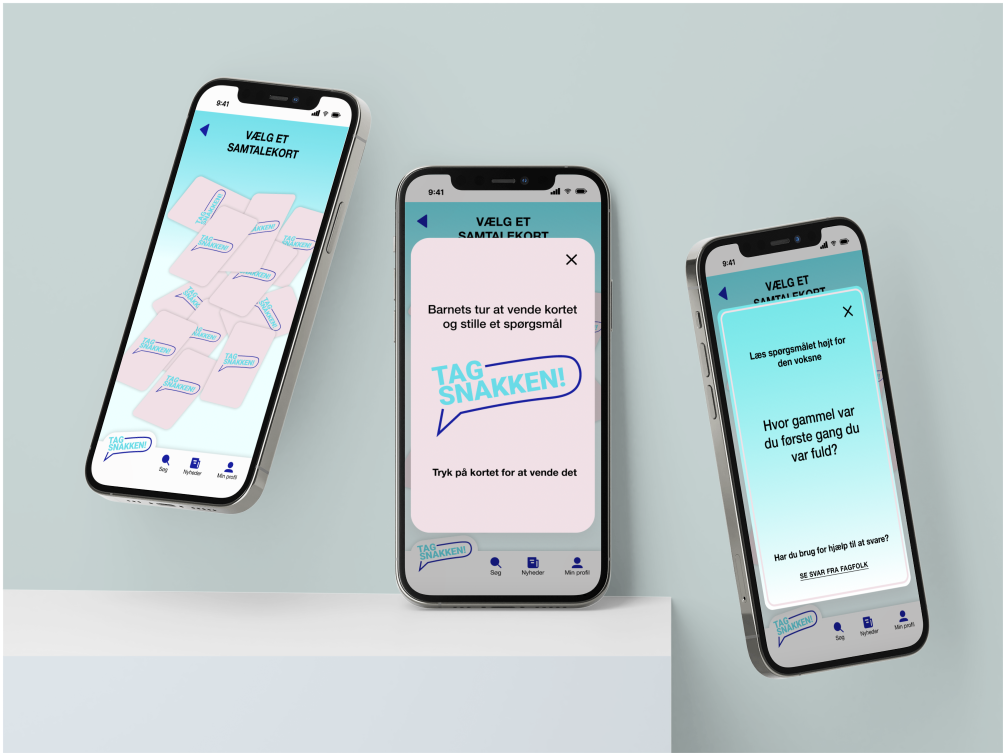 9:41
VÆLG ET
SAMTALEKORT
TAG
SNAKKEN!
SNAKKEN!
TAG
SNAKKEN!
TAG
SNAKKEN!
TAG
SNAKKEN!
TAG
SNAKKEN!
TAG
SNAKKEN!
TAG
SNAKKEN!
TAG
SNAKKEN!
Søg
Nyheder
Min profil
9:41
VÆLG ET
SAMTALEKORT
Barnets tur at vende kortet
og stille et spørgsmål
TAG
SNAKKEN!
Tryk på kortet for at vende det
TAG
SNAKKEN!
Søg
Nyheder
Min profil
9:41
VÆLG ET
SAMTALEKORT
Læs spørgsmålet højt for
den voksne
Hvor gammel var
du første gang du
var fuld?
Har du brug for hjælp til at svare?
SE SVAR FRA FAGFOLK
TAG
SNAKKEN!
Søg
Nyheder
Min profil